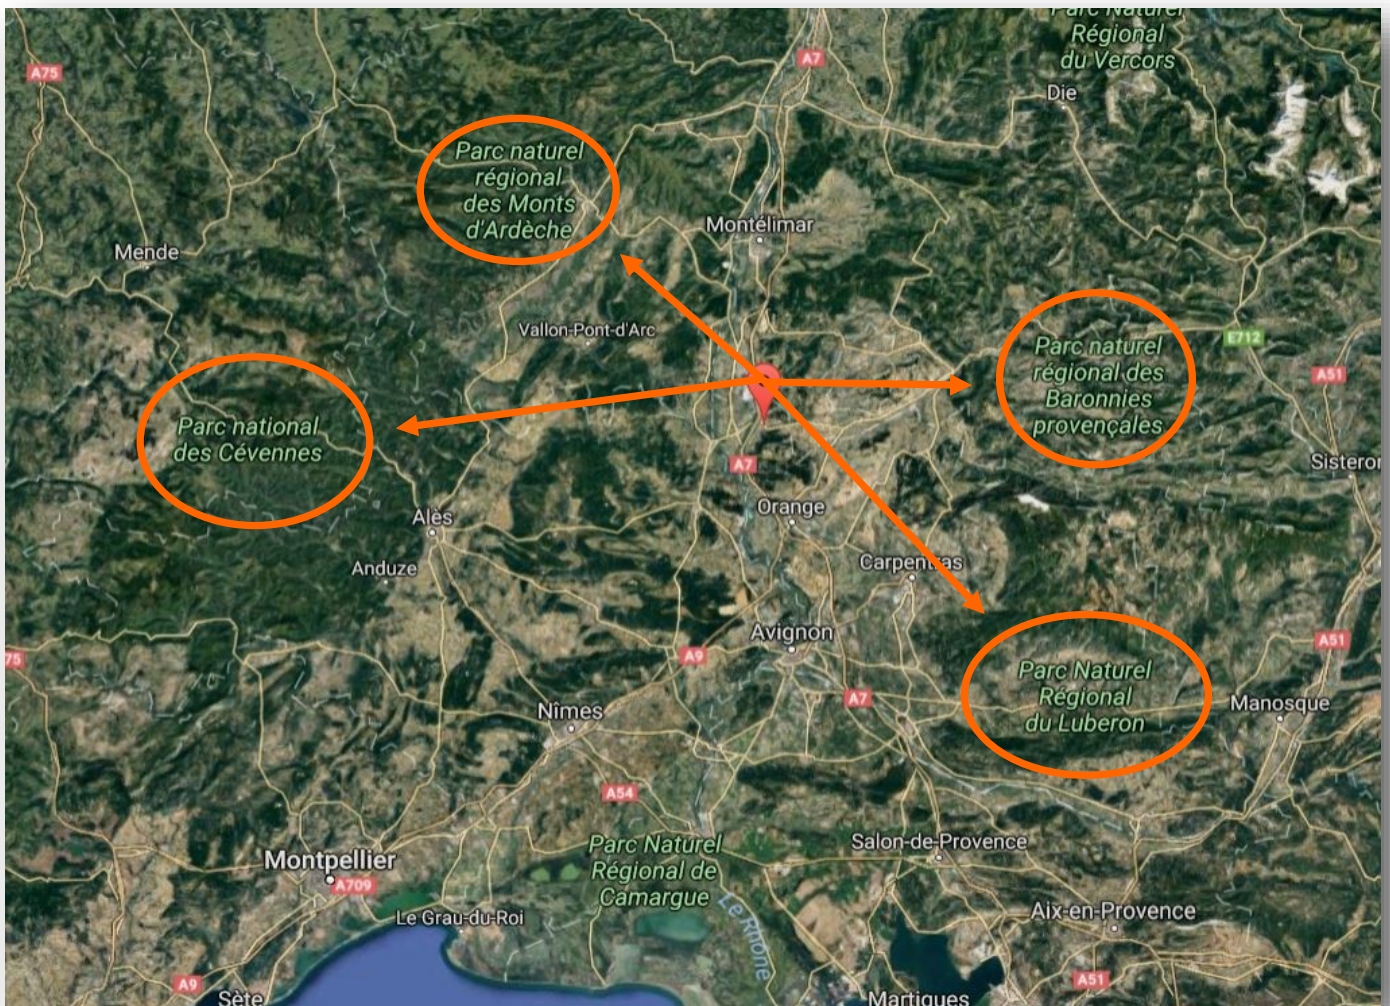 Parc Naturel
Régional
du Vercors
A7
A75
Die
Parc naturel
régional
des Monts
d'Ardèche
Montélimar
Mende
Vallon-Pont-d'Arc
E712
Parc naturel
régional des
Baronnies
provençales
A51
Parc national
des Cévennes
Sisteron
A7
Orange
Alès
Carpentras
Anduze
Avignon
A51
A9
75
Parc Naturel
Régional
du Luberon
A7
Manosque
Nîmes
A54
Parc Naturel
Régional de
Camargue
Salon-de-Provence
Montpellier
A709
Le Grau-du-Roi
Le Rhône
Aix-en-Provence
A9
A51
Sète
Martigues